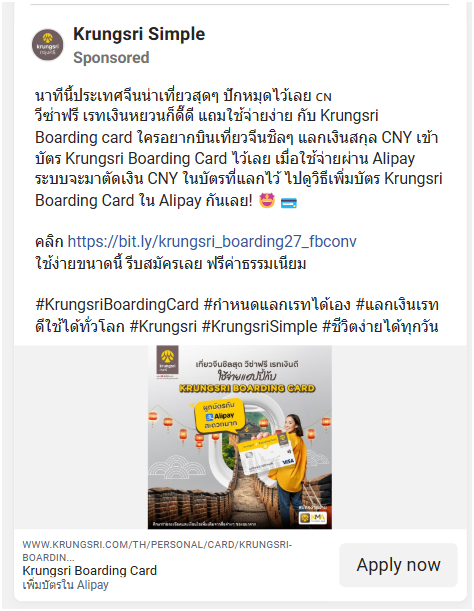 Krungsri Simple
Sponsored
นาทีนี้ประเทศจีนน่าเที่ยวสุดๆ ปักหมุดไว้เลย CN
วีซ่าฟรี เรทเงินหยวนก็ดี๊ดี แถมใช้จ่ายง่าย กับ Krungsri
Boarding card ใครอยากบินเที่ยวจีนชิลๆ แลกเงินสกุล CNY เข้า
บัตร Krungsri Boarding Card ไว้เลย เมื่อใช้จ่ายผ่าน Alipay
ระบบจะมาตัดเงิน CNY ในบัตรที่แลกไว้ ไปดูวิธีเพิ่มบัตร Krungsri
Boarding Card ใน Alipay กันเลย! 🤩 💳
คลิก https://bit.ly/krungsri_boarding27_fbconv
ใช้ง่ายขนาดนี้ รีบสมัครเลย ฟรีค่าธรรมเนียม
#KrungsriBoardingCard #กำหนดแลกเรทได้เอง #แลกเงินเรท
ดีใช้ได้ทั่วโลก #Krungsri #KrungsriSimple #ชีวิตง่ายได้ทุกวัน
เที่ยวจีนชิลสุด วีซ่าฟรี เรทเงินดี
ใช้จ่ายแฮปปี้กับ
KRUNGSRI BOARDING CARD
ผูกบัตรกับ
Alipay
สะดวกมาก
VISA
WWW.KRUNGSRI.COM/TH/PERSONAL/CARD/KRUNGSRI-
BOARDIN...
Krungsri Boarding Card
เพิ่มบัตรใน Alipay
Apply now